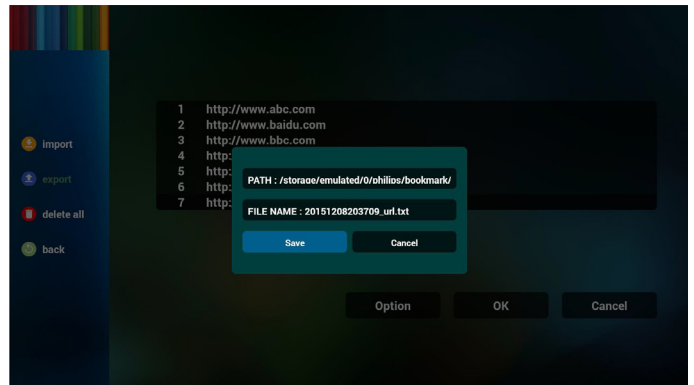 import
export
delete all
back
1 http://www.abc.com
2 http://www.baidu.com
3 http://www.bbc.com
4 http:
5 http:
6 http:
7 http:
PATH : /storage/emulated/0/philips/bookmark/
FILE NAME : 20151208203709_url.txt
Save Cancel
Option OK Cancel